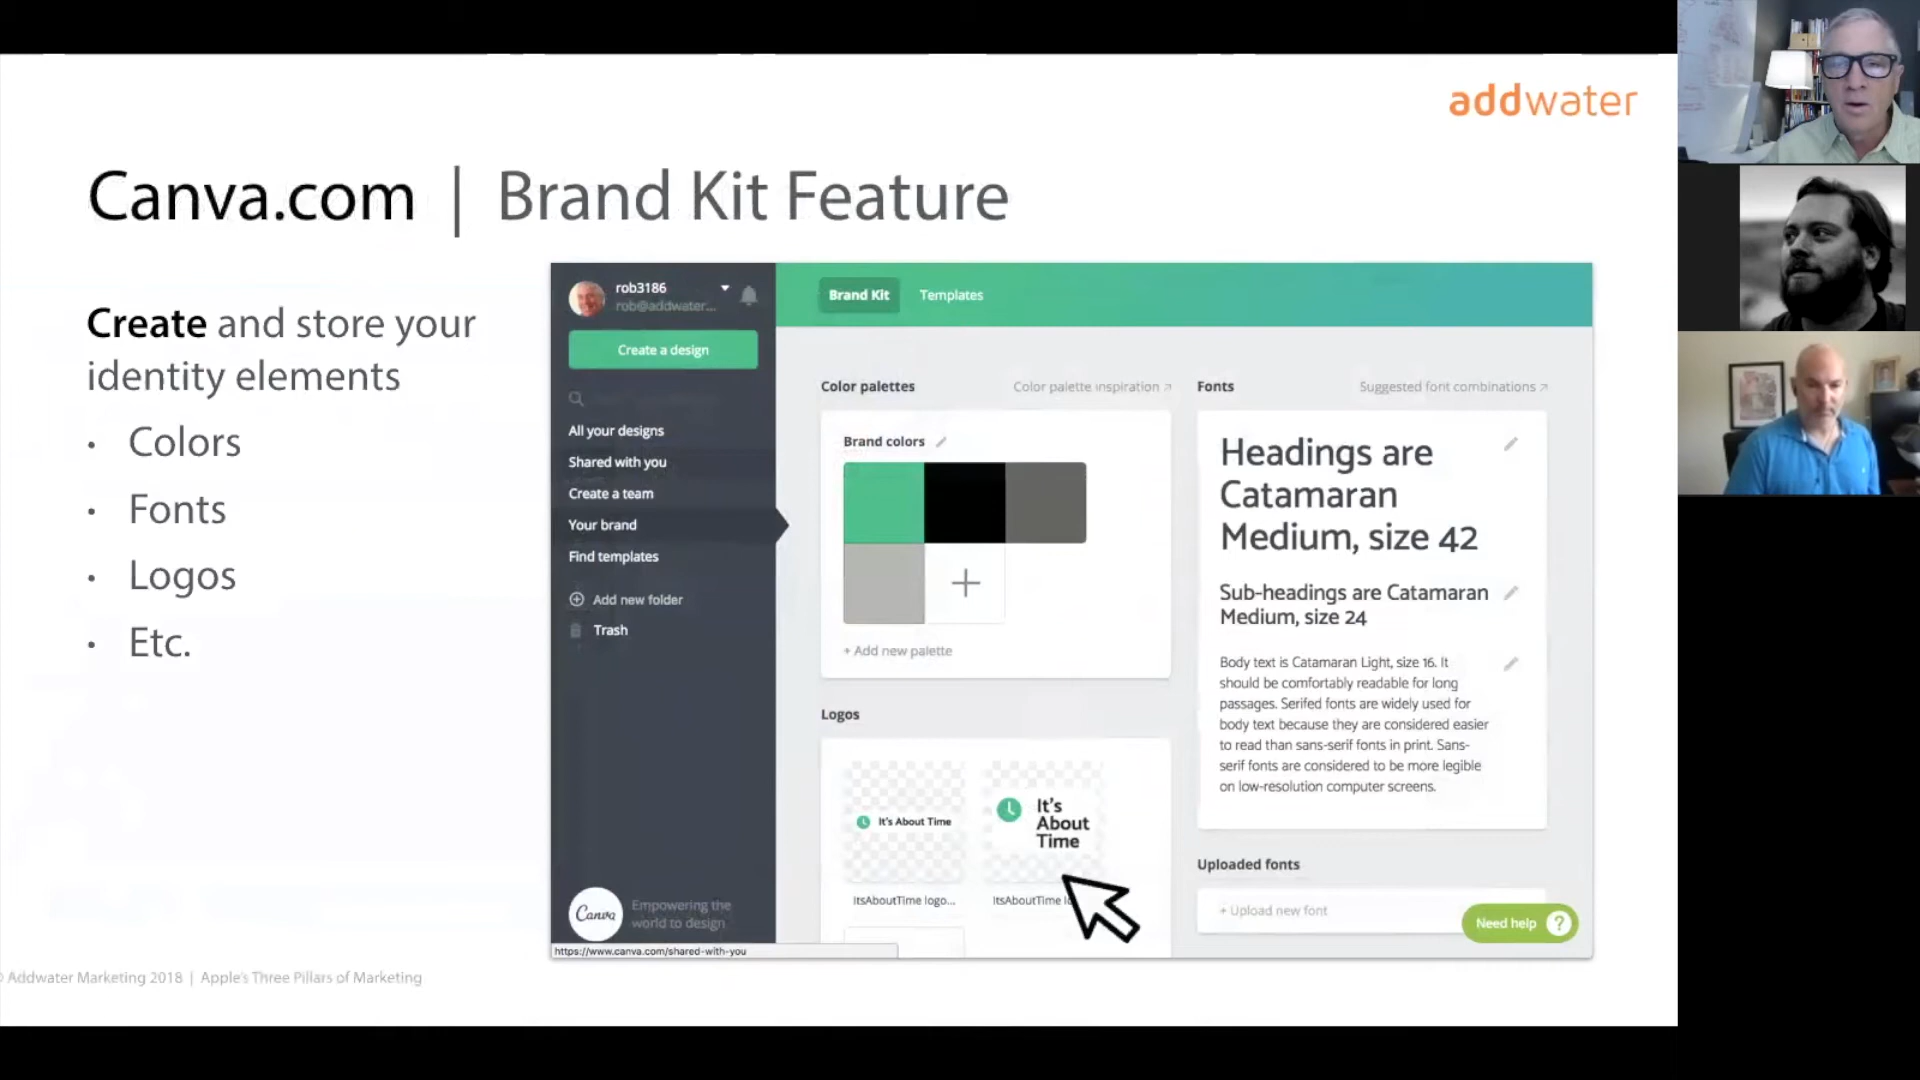 addwater
Canva.com | Brand Kit Feature
Create and store your
identity elements
• Colors
• Fonts
• Logos
• Etc.
rob3186
rob@addwater...
Create a design
All your designs
Shared with you
Create a team
Your brand
Find templates
Add new folder
Trash
Canva
Empowering the
world to design
https://www.canva.com/shared-with-you
Brand Kit Templates
Color palettes Color palette inspiration
Brand colors
+ Add new palette
Logos
It's About Time
It's
About
Time
ItsAboutTime logo...
ItsAboutTime
Fonts Suggested font combinations
Headings are
Catamaran
Medium, size 42
Sub-headings are Catamaran
Medium, size 24
Body text is Catamaran Light, size 16. It
should be comfortably readable for long
passages. Serifed fonts are widely used for
body text because they are considered easier
to read than sans-serif fonts in print. Sans-
serif fonts are considered to be more legible
on low-resolution computer screens.
Uploaded fonts
+ Upload new font
Need help ?
© Addwater Marketing 2018 | Apple's Three Pillars of Marketing